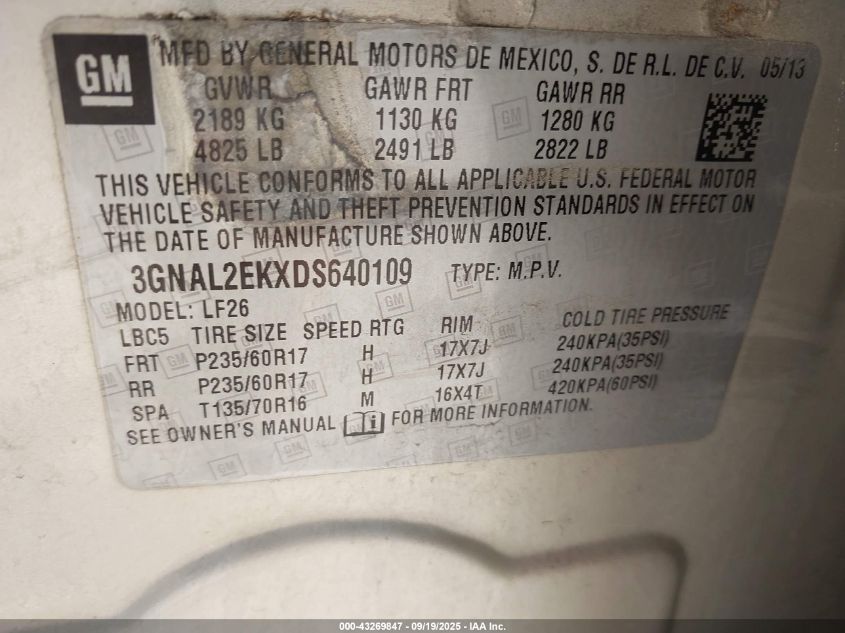 GM
MFD BY GENERAL MOTORS DE MEXICO, S. DE R.L. DE C.V. 05/13
GVWR GAWR FRT GAWR RR
2189 KG 1130 KG 1280 KG
4825 LB 2491 LB 2822 LB
THIS VEHICLE CONFORMS TO ALL APPLICABLE U.S. FEDERAL MOTOR
VEHICLE SAFETY AND THEFT PREVENTION STANDARDS IN EFFECT ON
THE DATE OF MANUFACTURE SHOWN ABOVE.
3GNAL2EKXDS640109 TYPE: M.P.V.
MODEL: LF26
LBC5 TIRE SIZE SPEED RTG RIM COLD TIRE PRESSURE
FRT P235/60R17 H 17X7J 240KPA(35PSI)
RR P235/60R17 H 17X7J 240KPA(35PSI)
SPA T135/70R16 M 16X4T 420KPA(60PSI)
SEE OWNER'S MANUAL FOR MORE INFORMATION.
000-43269847 - 09/19/2025 - IAA Inc.